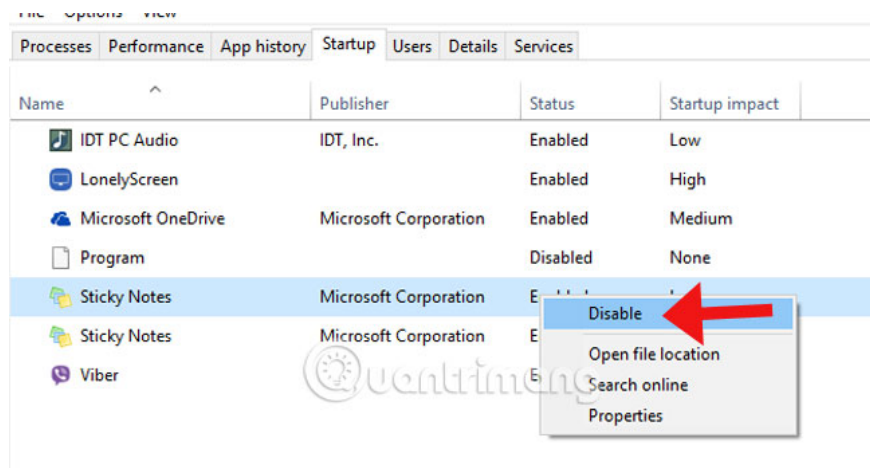 File Options View
Processes Performance App history Startup Users Details Services
Name Publisher Status Startup impact
IDT PC Audio IDT, Inc. Enabled Low
LonelyScreen Enabled High
Microsoft OneDrive Microsoft Corporation Enabled Medium
Program Disabled None
Sticky Notes Microsoft Corporation
Disable
Sticky Notes Microsoft Corporation
Open file location
Viber
Search online
Properties
Quantrimang